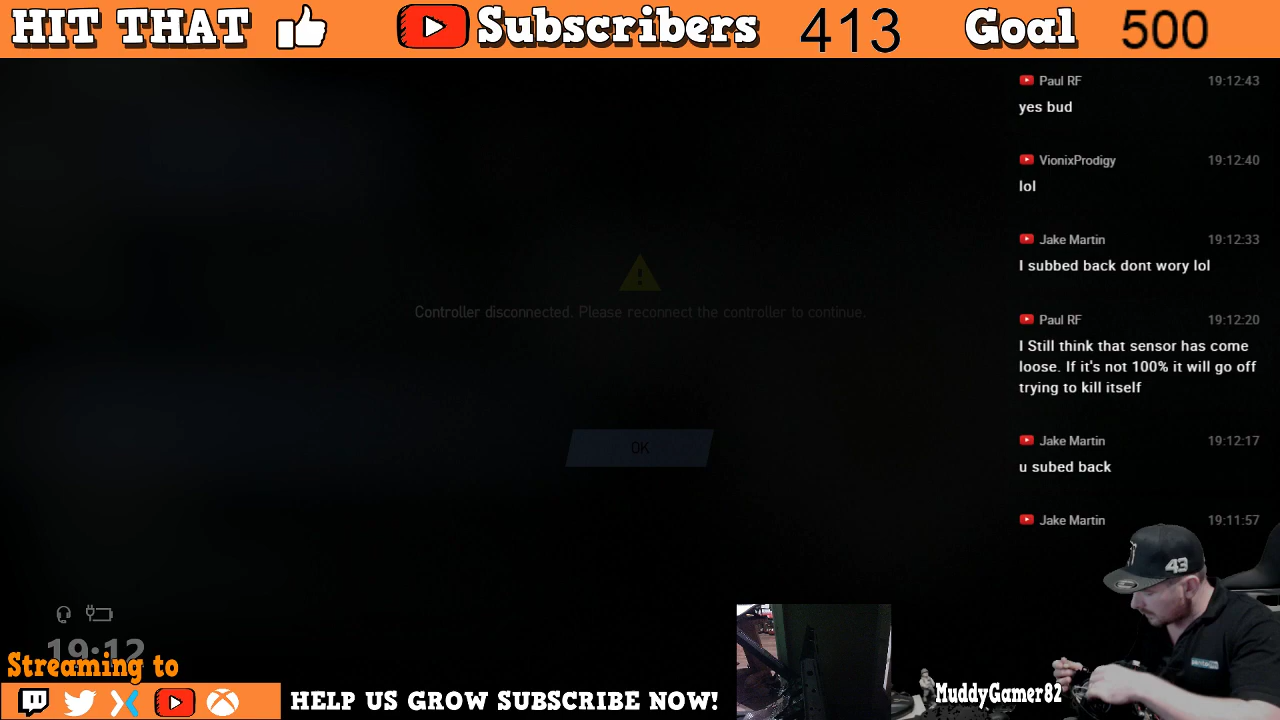 HIT THAT
Subscribers 413 Goal 500
Paul RF 19:12:43
yes bud
VionixProdigy 19:12:40
lol
Jake Martin 19:12:33
I subbed back dont wory lol
Paul RF 19:12:20
I Still think that sensor has come
loose. If it's not 100% it will go off
trying to kill itself
Jake Martin 19:12:17
u subed back
Jake Martin 19:11:57
Controller disconnected. Please reconnect the controller to continue.
OK
43
19:12
Streaming to
HELP US GROW SUBSCRIBE NOW!
MuddyGamer82